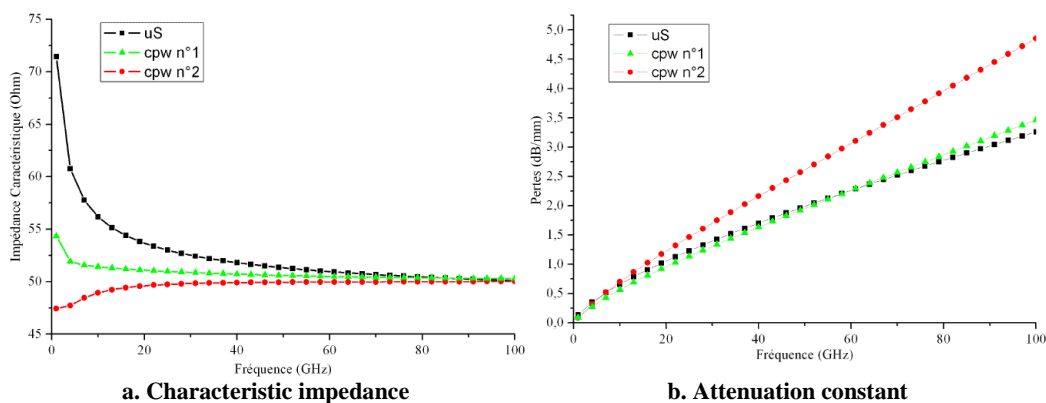 75
70
65
60
55
50
45
Impédance Caractéristique (Ohm)
uS
cpw n°1
cpw n°2
0
20
40
60
80
100
Fréquence (GHz)
a. Characteristic impedance
5,0
4,5
4,0
3,5
3,0
2,5
2,0
1,5
1,0
0,5
0,0
Pertes (dB/mm)
uS
cpw n°1
cpw n°2
0
20
40
60
80
100
Fréquence (GHz)
b. Attenuation constant